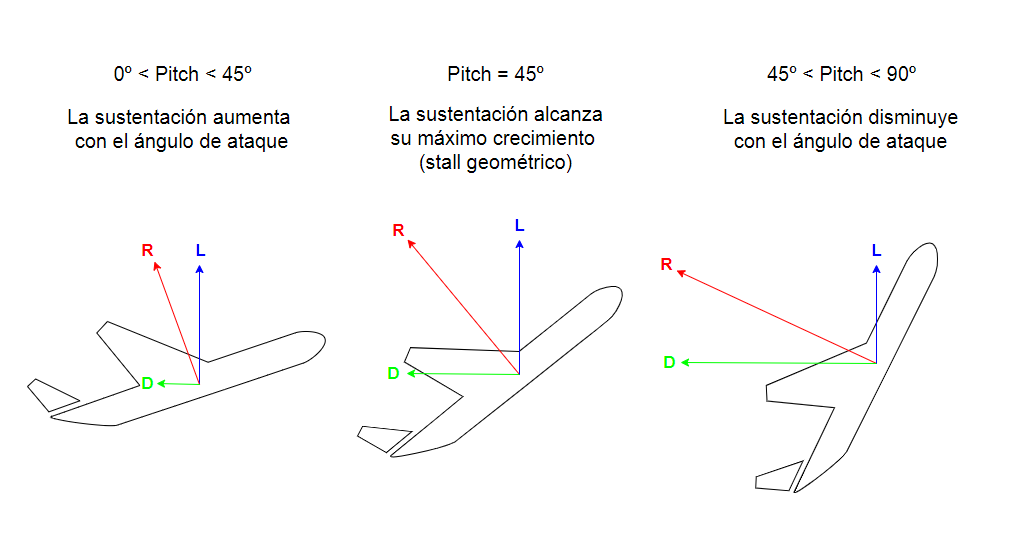 0º < Pitch < 45º
La sustentación aumenta
con el ángulo de ataque
R
L
D
Pitch = 45º
La sustentación alcanza
su máximo crecimiento
(stall geométrico)
R
L
D
45º < Pitch < 90º
La sustentación disminuye
con el ángulo de ataque
R
L
D